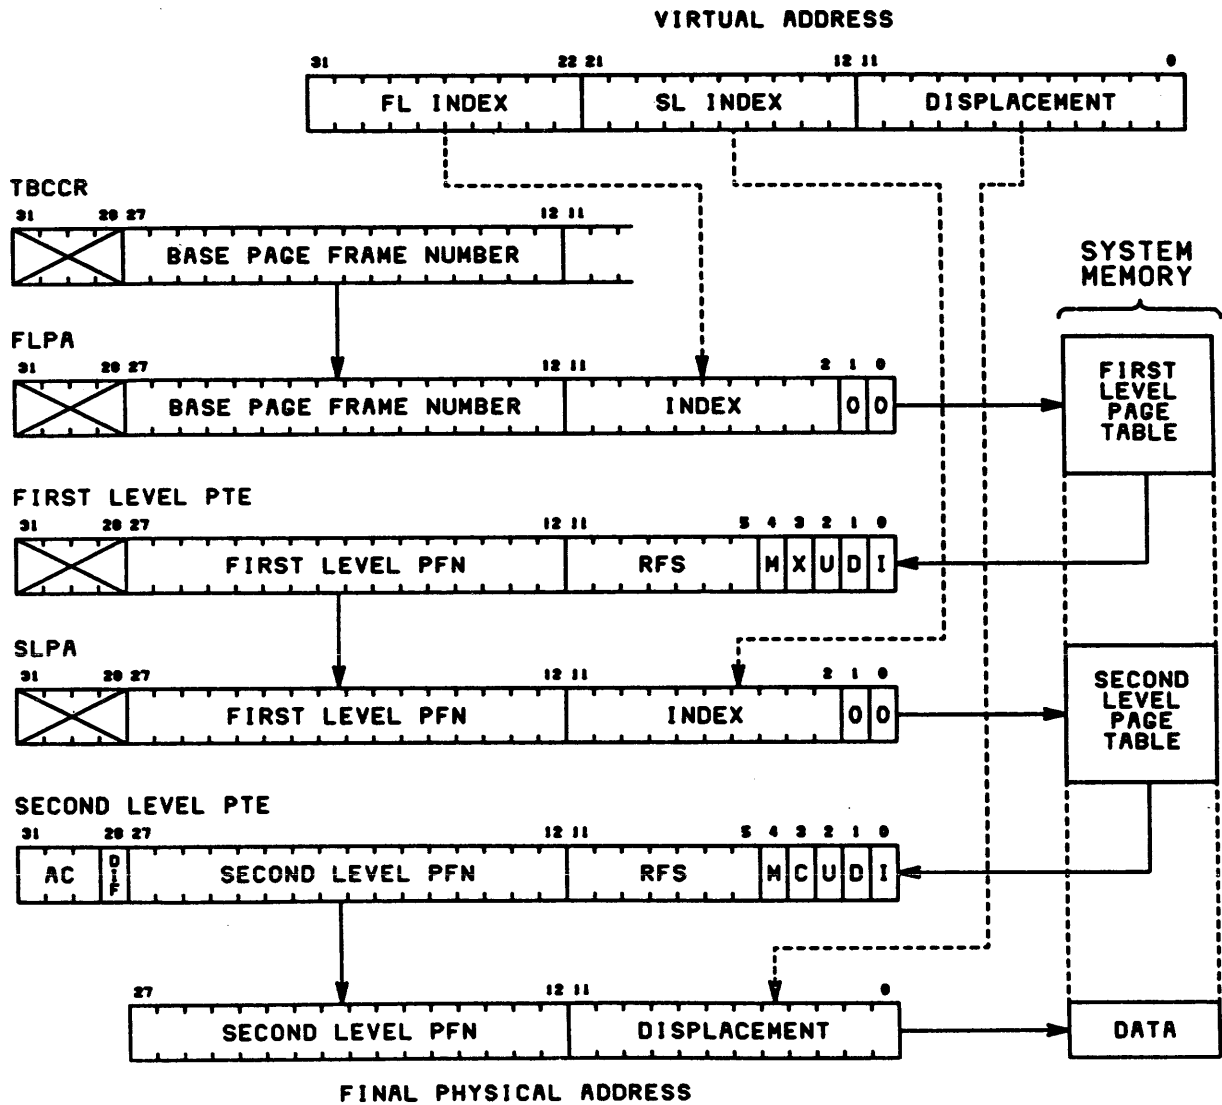 VIRTUAL ADDRESS
31 22 21 12 11 0
FL INDEX SL INDEX DISPLACEMENT
TBCCR
31 28 27 12 11
BASE PAGE FRAME NUMBER
SYSTEM
MEMORY
FLPA
31 28 27 12 11 2 1 0
BASE PAGE FRAME NUMBER INDEX 0 0
FIRST
LEVEL
PAGE
TABLE
FIRST LEVEL PTE
31 28 27 12 11 5 4 3 2 1 0
FIRST LEVEL PFN RFS M X U D I
SLPA
31 28 27 12 11 2 1 0
FIRST LEVEL PFN INDEX 0 0
SECOND
LEVEL
PAGE
TABLE
SECOND LEVEL PTE
31 28 27 12 11 5 4 3 2 1 0
AC DIF SECOND LEVEL PFN RFS M C U D I
27 12 11 0
SECOND LEVEL PFN DISPLACEMENT
DATA
FINAL PHYSICAL ADDRESS